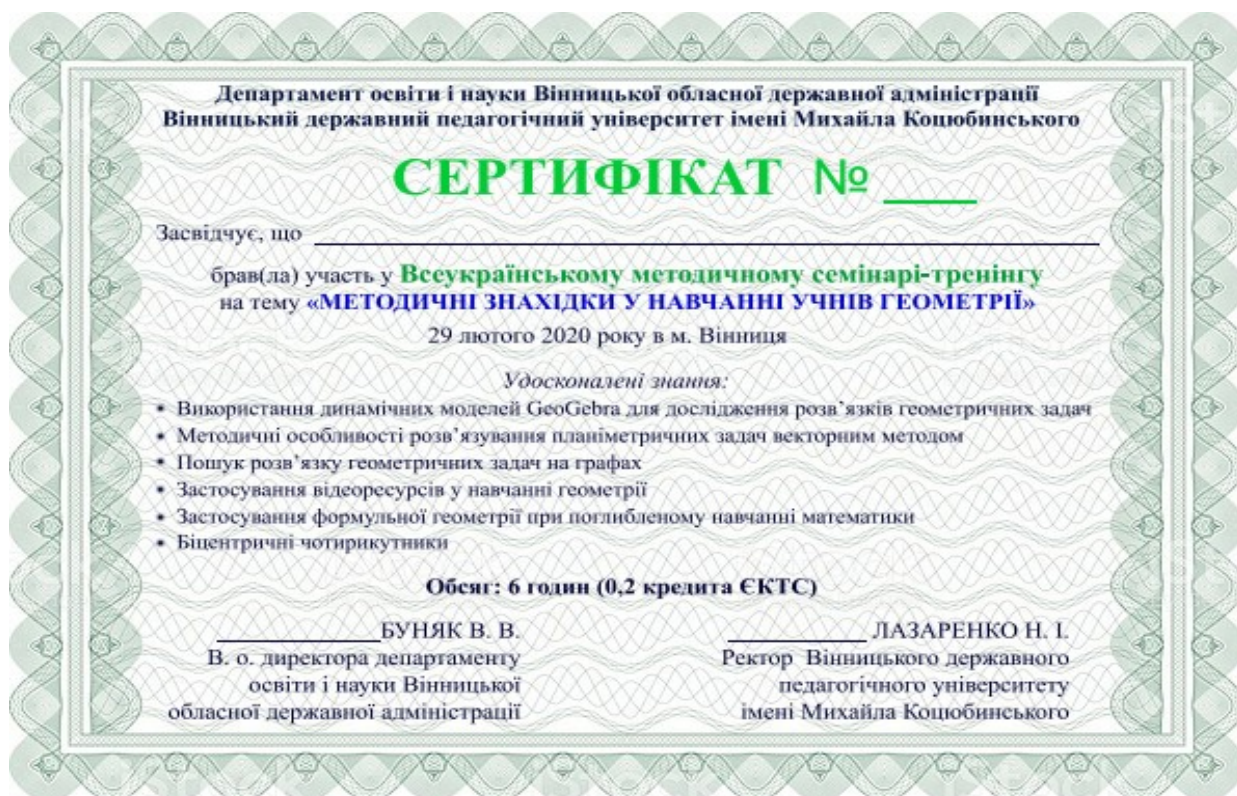 Департамент освіти і науки Вінницької обласної державної адміністрації
Вінницький державний педагогічний університет імені Михайла Коцюбинського
СЕРТИФІКАТ № ____
Засвідчує, що ____
брав(ла) участь у Всеукраїнському методичному семінарі-тренінгу
на тему «МЕТОДИЧНІ ЗНАХІДКИ У НАВЧАННІ УЧНІВ ГЕОМЕТРІЇ»
29 лютого 2020 року в м. Вінниця
Удосконалені знання:
• Використання динамічних моделей GeoGebra для дослідження розв’язків геометричних задач
• Методичні особливості розв’язування планіметричних задач векторним методом
• Пошук розв’язку геометричних задач на графах
• Застосування відеоресурсів у навчанні геометрії
• Застосування формульної геометрії при поглибленому навчанні математики
• Біцентричні чотирикутники
Обсяг: 6 годин (0,2 кредита ЄКТС)
____БУНЯК В. В.
В. о. директора департаменту
освіти і науки Вінницької
обласної державної адміністрації
____ ЛАЗАРЕНКО Н. І.
Ректор Вінницького державного
педагогічного університету
імені Михайла Коцюбинського